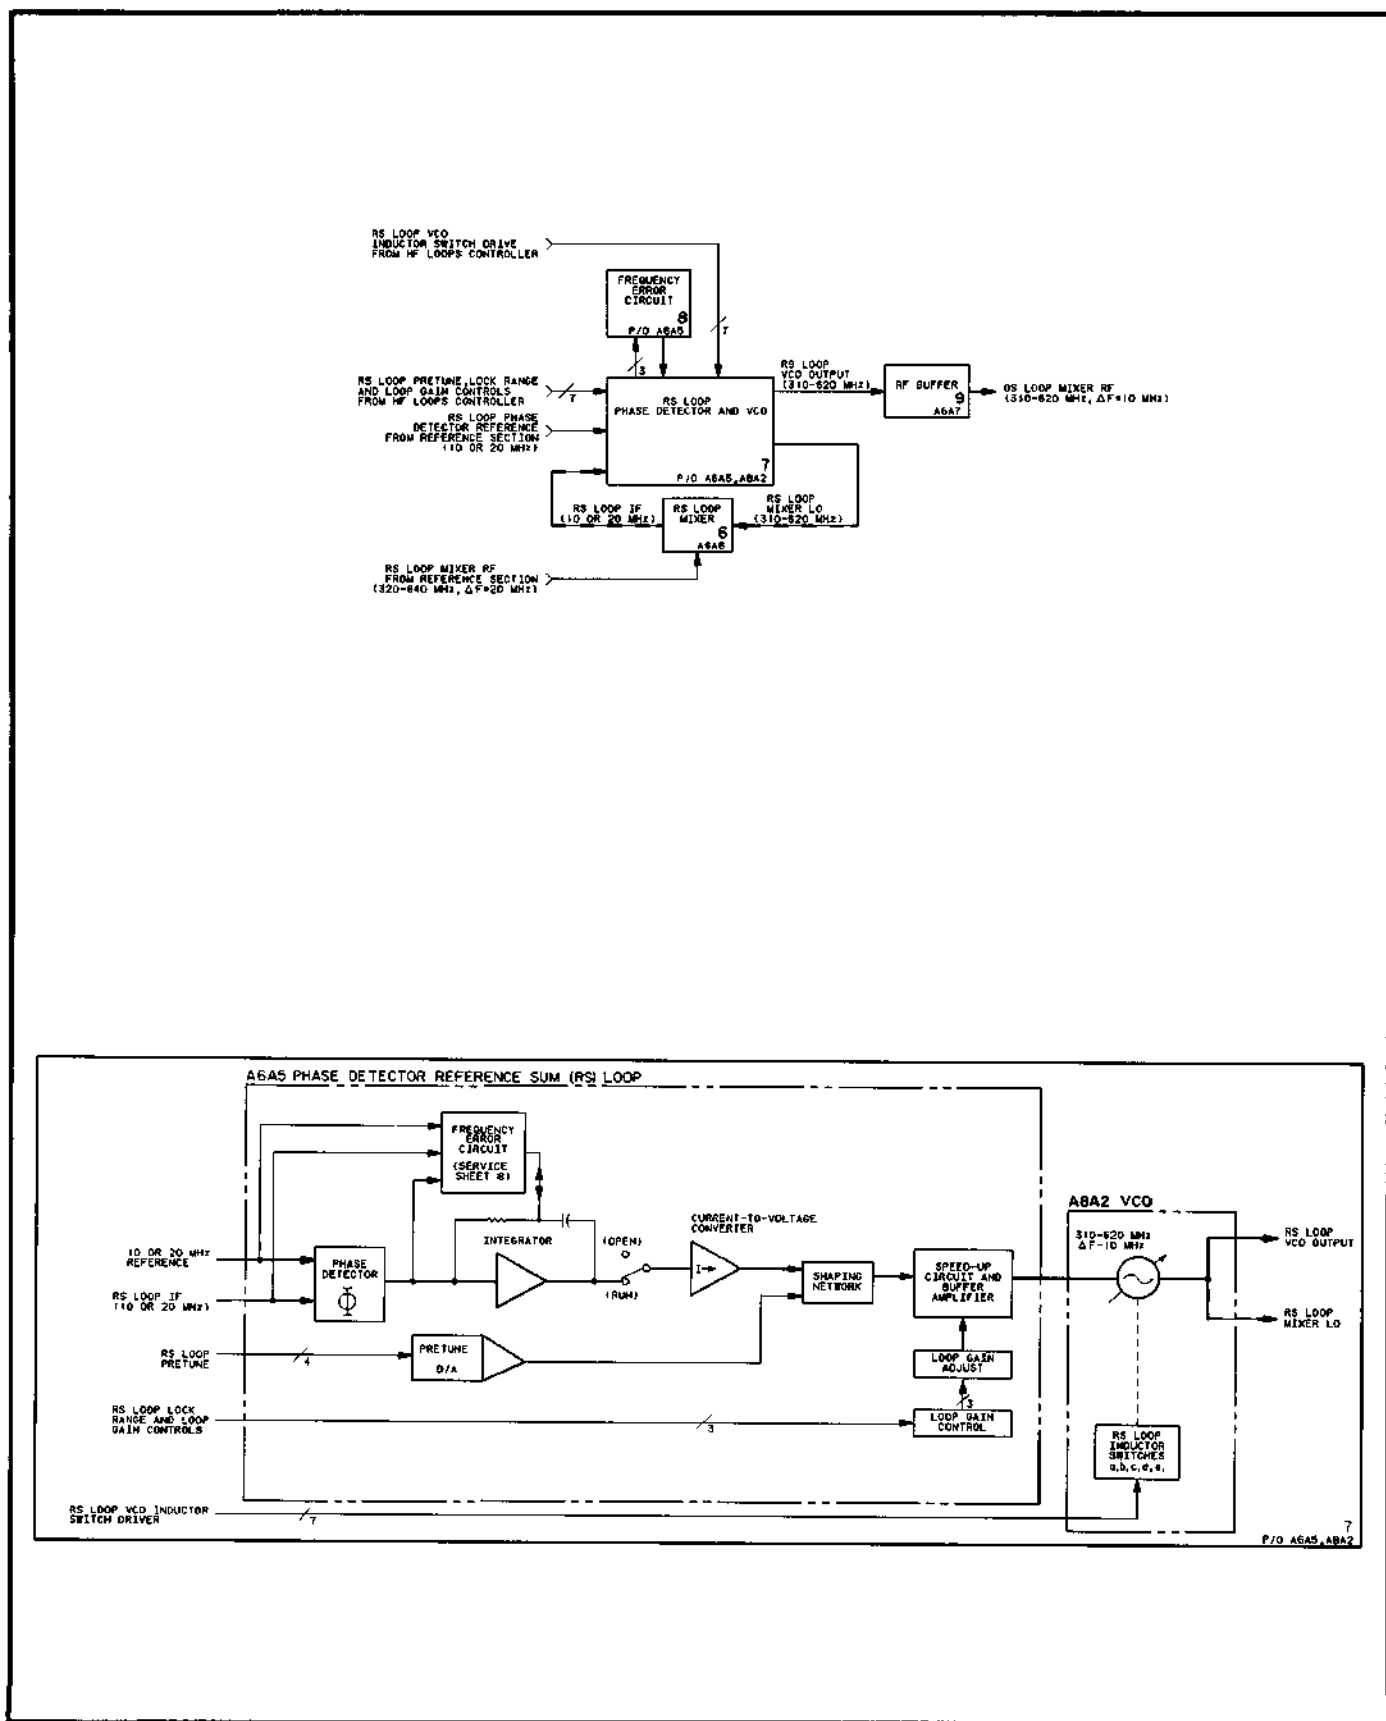 RS LOOP VCO
INDUCTOR SWITCH DRIVE
FROM HF LOOPS CONTROLLER
FREQUENCY
ERROR
CIRCUIT
8
P/O A6A5
7
3
RS LOOP PRETUNE, LOCK RANGE
AND LOOP GAIN CONTROLS
FROM HF LOOPS CONTROLLER
7
RS LOOP PHASE
DETECTOR REFERENCE
FROM REFERENCE SECTION
(10 OR 20 MHz)
RS LOOP
PHASE DETECTOR AND VCO
7
P/O A6A5, A8A2
RS LOOP
VCO OUTPUT
(310-620 MHz)
RF BUFFER
9
A6A7
OS LOOP MIXER RF
(310-620 MHz, ΔF=10 MHz)
RS LOOP IF
(10 OR 20 MHz)
RS LOOP
MIXER
6
A6A6
RS LOOP
MIXER LO
(310-620 MHz)
RS LOOP MIXER RF
FROM REFERENCE SECTION
(320-640 MHz, ΔF=20 MHz)
A6A5 PHASE DETECTOR REFERENCE SUM (RS) LOOP
FREQUENCY
ERROR
CIRCUIT
(SERVICE
SHEET 8)
INTEGRATOR
(OPEN)
(RUN)
CURRENT-TO-VOLTAGE
CONVERTER
I→
10 OR 20 MHz
REFERENCE
RS LOOP IF
(10 OR 20 MHz)
PHASE
DETECTOR
Φ
SHAPING
NETWORK
SPEED-UP
CIRCUIT AND
BUFFER
AMPLIFIER
A8A2 VCO
310-620 MHz
ΔF=10 MHz
RS LOOP
VCO OUTPUT
RS LOOP
MIXER LO
RS LOOP
PRETUNE
4
PRETUNE
D/A
LOOP GAIN
ADJUST
3
RS LOOP LOCK
RANGE AND LOOP
GAIN CONTROLS
3
LOOP GAIN
CONTROL
RS LOOP
INDUCTOR
SWITCHES
a,b,c,d,e,
RS LOOP VCO INDUCTOR
SWITCH DRIVER
7
7
P/O A6A5, A8A2